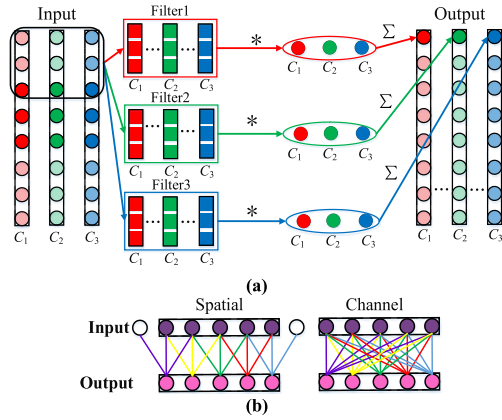 Input
Filter1
* Σ
Output
C1 C2 C3
C1 C2 C3
Filter2
* Σ
C1 C2 C3
C1 C2 C3
Filter3
* Σ
C1 C2 C3
C1 C2 C3
C1 C2 C3
C1 C2 C3
(a)
Spatial Channel
Input
Output
(b)